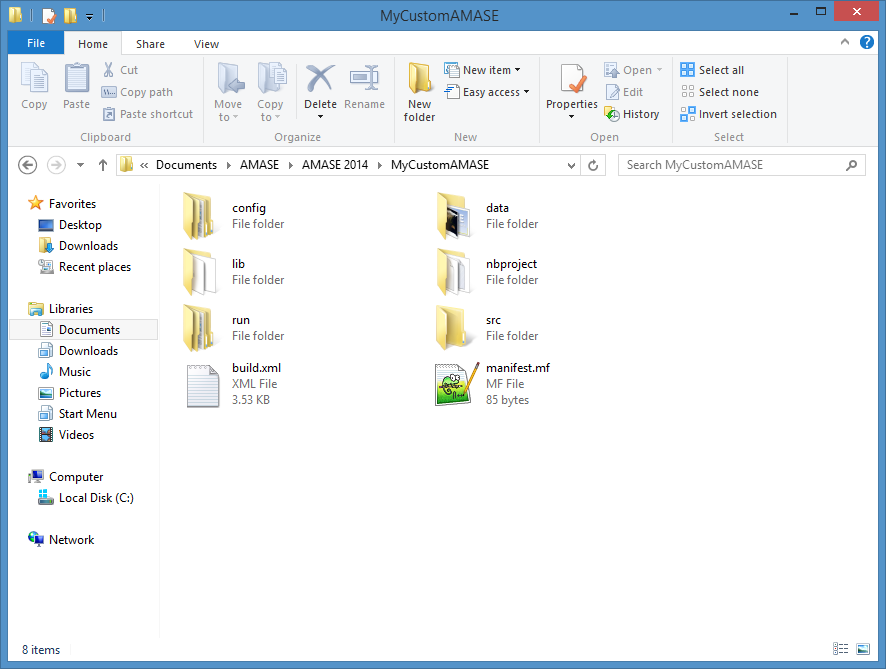 MyCustomAMASE
File Home Share View
Copy Paste Cut
Copy path
Paste shortcut
Clipboard
Move to Copy to Delete Rename
Organize
New folder New item
Easy access
New
Properties Open
Edit
History
Open
Select all
Select none
Invert selection
Select
« Documents AMASE AMASE 2014 MyCustomAMASE Search MyCustomAMASE
Favorites
Desktop
Downloads
Recent places
Libraries
Documents
Downloads
Music
Pictures
Start Menu
Videos
Computer
Local Disk (C:)
Network
config
File folder
data
File folder
lib
File folder
nbproject
File folder
run
File folder
src
File folder
build.xml
XML File
3.53 KB
manifest.mf
MF File
85 bytes
8 items